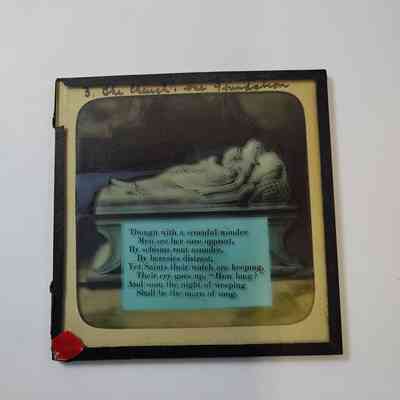 3. The Church's one Foundation
Though with a scornful wonder
Men see her sore opprest,
By schisms rent asunder,
By heresies distrest,
Yet Saints their watch are keeping,
Their cry goes up, "How long?"
And soon the night of weeping
Shall be the morn of song.